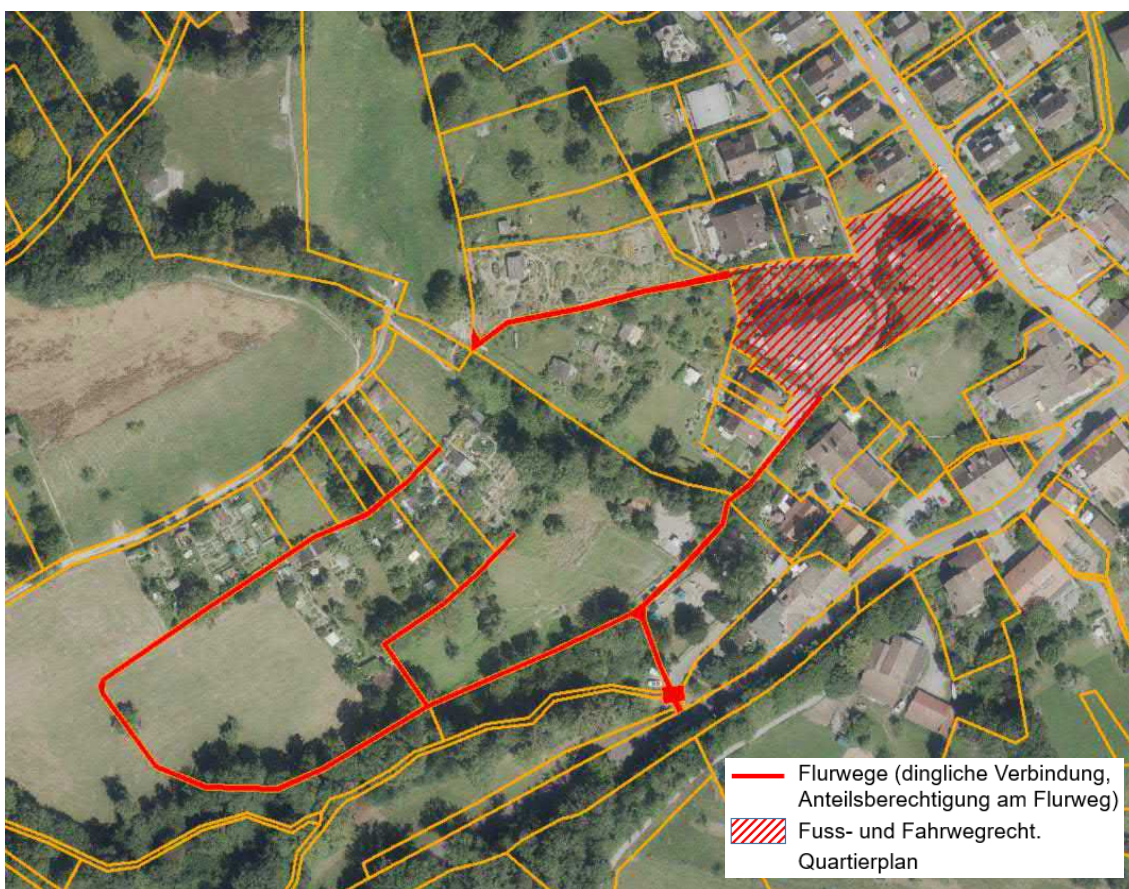 Flurwege (dingliche Verbindung,
Anteilsberechtigung am Flurweg)
Fuss- und Fahrwegrecht.
Quartierplan